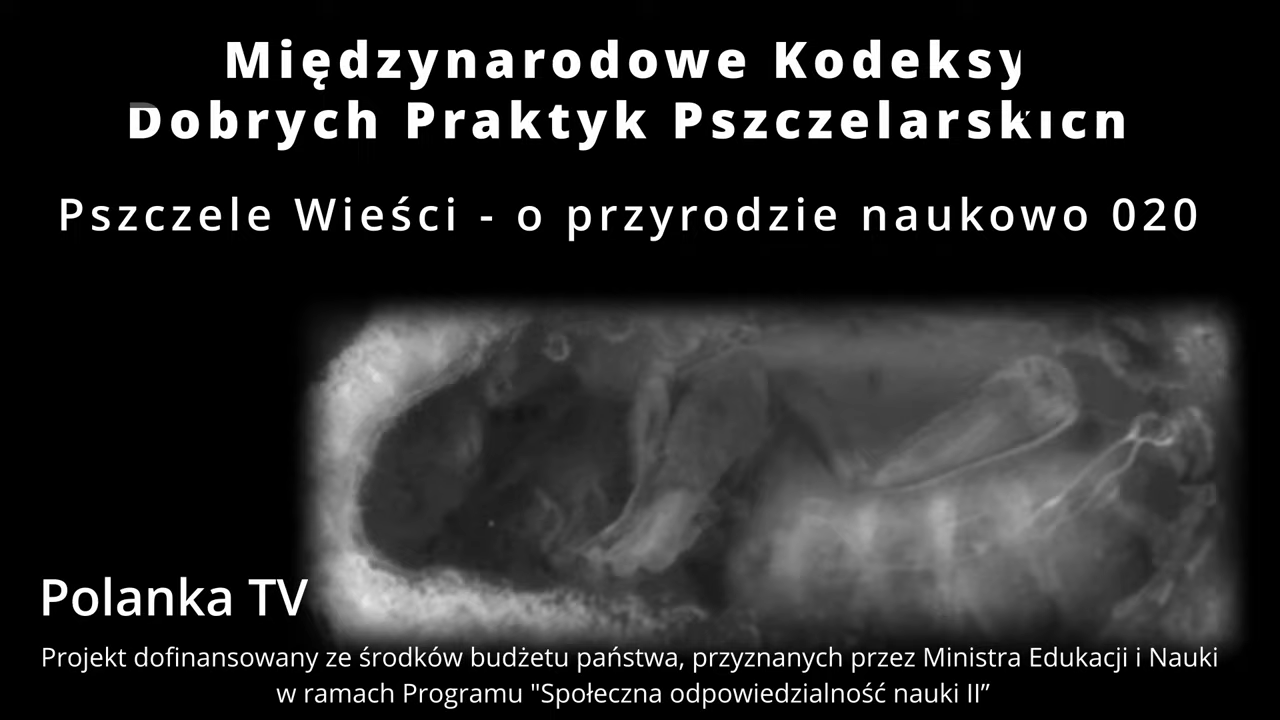 Międzynarodowe Kodeksy
Dobrych Praktyk Pszczelarskich
Pszczele Wieści - o przyrodzie naukowo 020
Polanka TV
Projekt dofinansowany ze środków budżetu państwa, przyznanych przez Ministra Edukacji i Nauki
w ramach Programu "Społeczna odpowiedzialność nauki II”